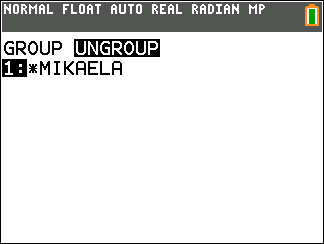 NORMAL FLOAT AUTO REAL RADIAN MP
GROUP UNGROUP
1:*MIKAELA